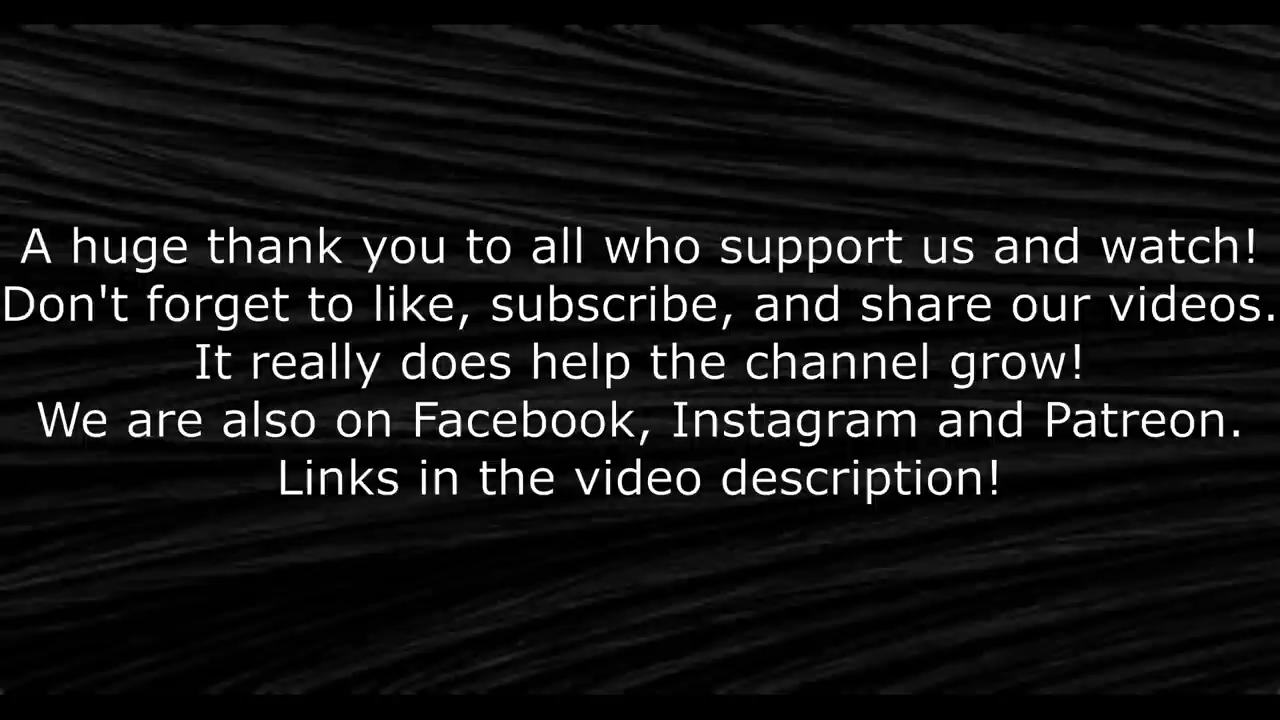 A huge thank you to all who support us and watch!
Don't forget to like, subscribe, and share our videos.
It really does help the channel grow!
We are also on Facebook, Instagram and Patreon.
Links in the video description!